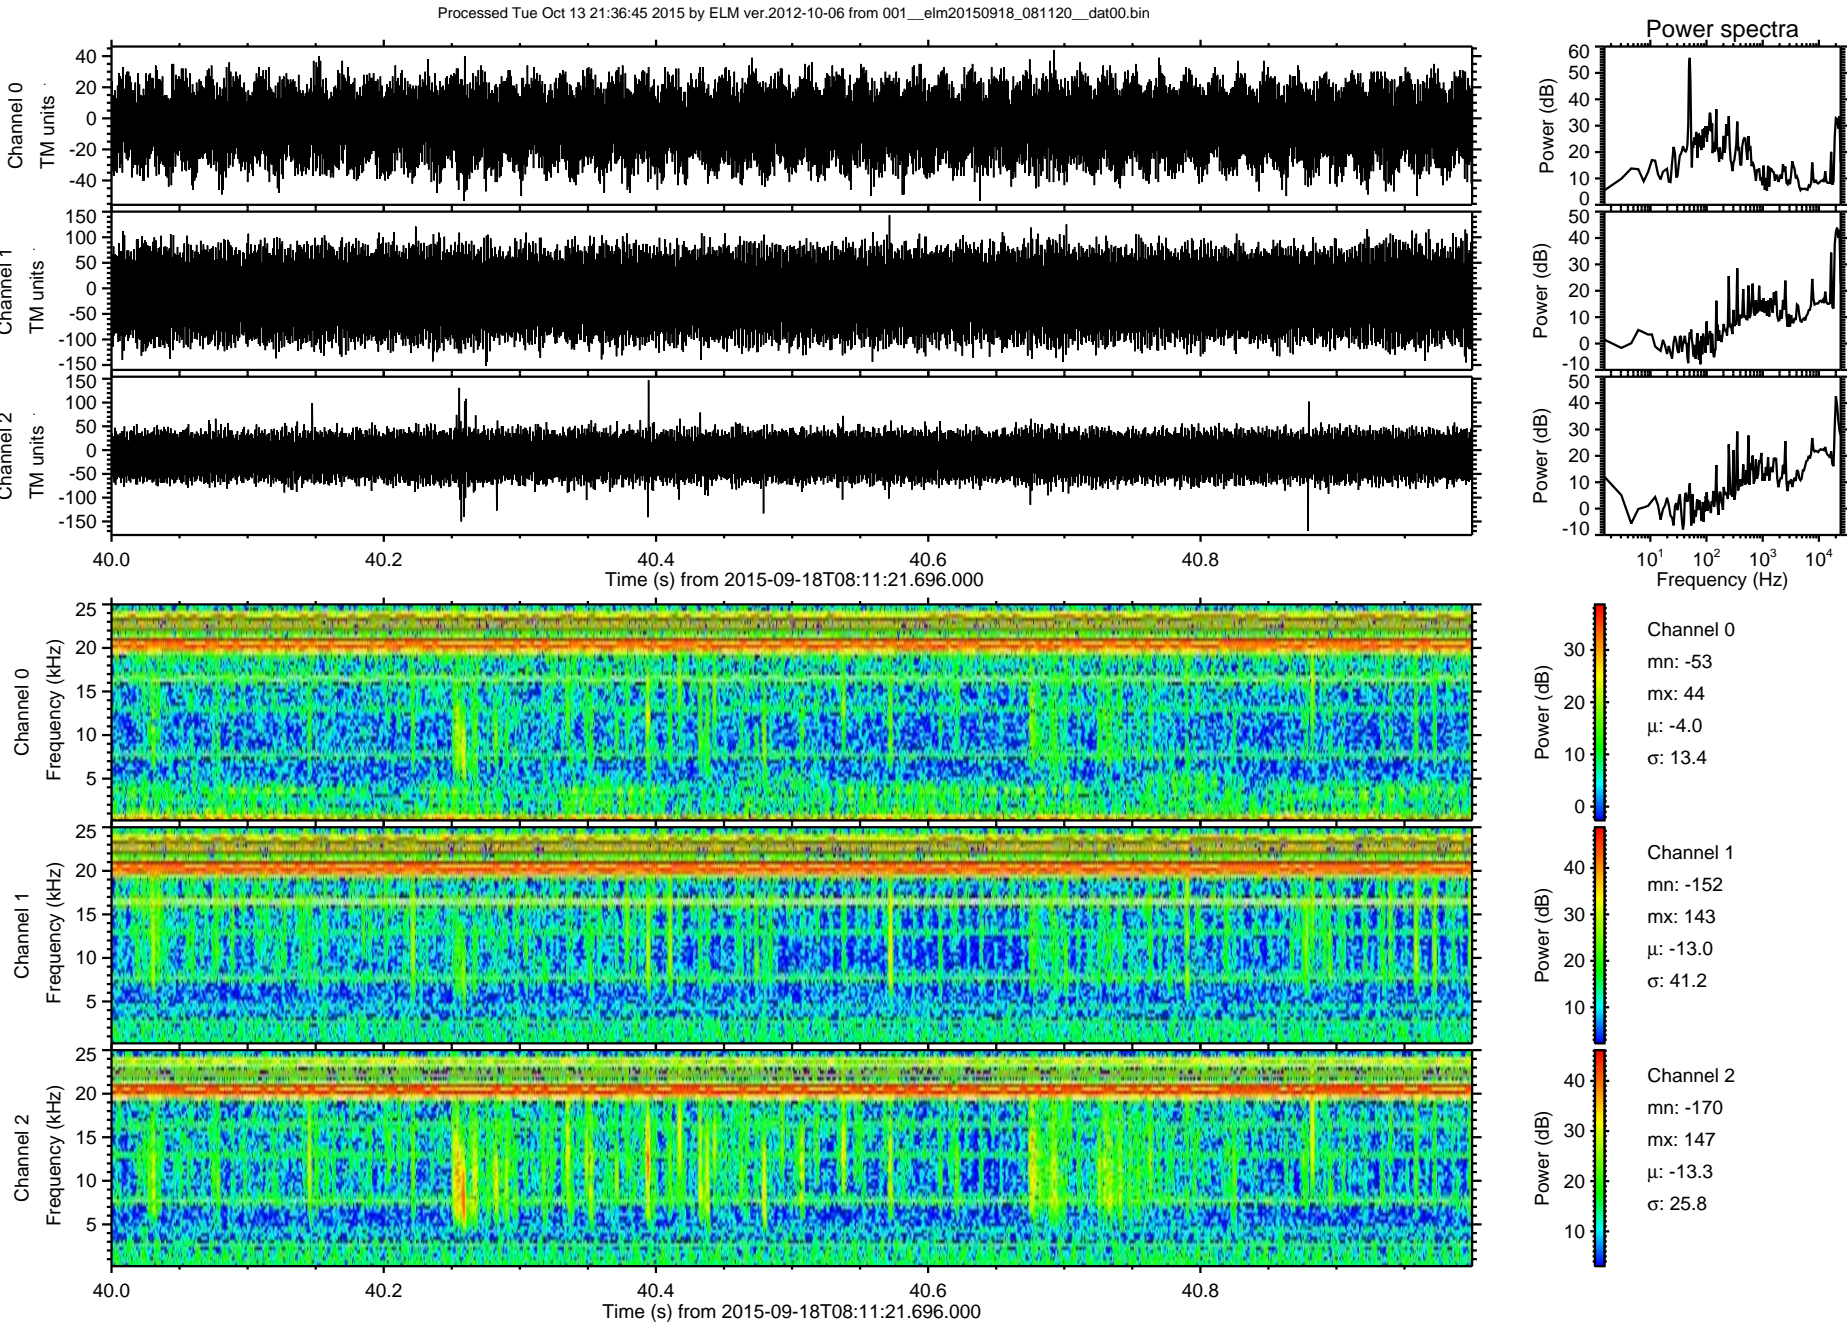 Processed Tue Oct 13 21:36:45 2015 by ELM ver.2012-10-06 from 001__elm20150918_081120__dat00.bin
Power spectra
Channel 0
TM units
40
20
0
-20
-40
Power (dB)
60
50
40
30
20
10
0
Channel 1
TM units
150
100
50
0
-50
-100
-150
Power (dB)
50
40
30
20
10
0
-10
Channel 2
TM units
150
100
50
0
-50
-100
-150
Power (dB)
50
40
30
20
10
0
-10
40.0 40.2 40.4 40.6 40.8
Time (s) from 2015-09-18T08:11:21.696.000
10¹ 10² 10³ 10⁴
Frequency (Hz)
Channel 0
Frequency (kHz)
25
20
15
10
5
Power (dB)
30
20
10
0
Channel 0
mn: -53
mx: 44
μ: -4.0
σ: 13.4
Channel 1
Frequency (kHz)
25
20
15
10
5
Power (dB)
40
30
20
10
Channel 1
mn: -152
mx: 143
μ: -13.0
σ: 41.2
Channel 2
Frequency (kHz)
25
20
15
10
5
Power (dB)
40
30
20
10
Channel 2
mn: -170
mx: 147
μ: -13.3
σ: 25.8
40.0 40.2 40.4 40.6 40.8
Time (s) from 2015-09-18T08:11:21.696.000